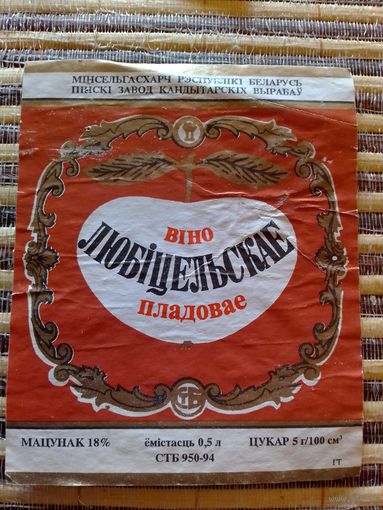 МІНСЕЛЬГАСХАРЧ РЭСПУБЛІКІ БЕЛАРУСЬ
ПІНСКІ ЗАВОД КАНДЫТАРСКІХ ВЫРАБАЎ
ВІНО
ЛЮБІЦЕЛЬСКАЕ
пладовае
МАЦУНАК 18% ёмістасць 0,5 л ЦУКАР 5 г/100 см³
СТБ 950-94
ІТ